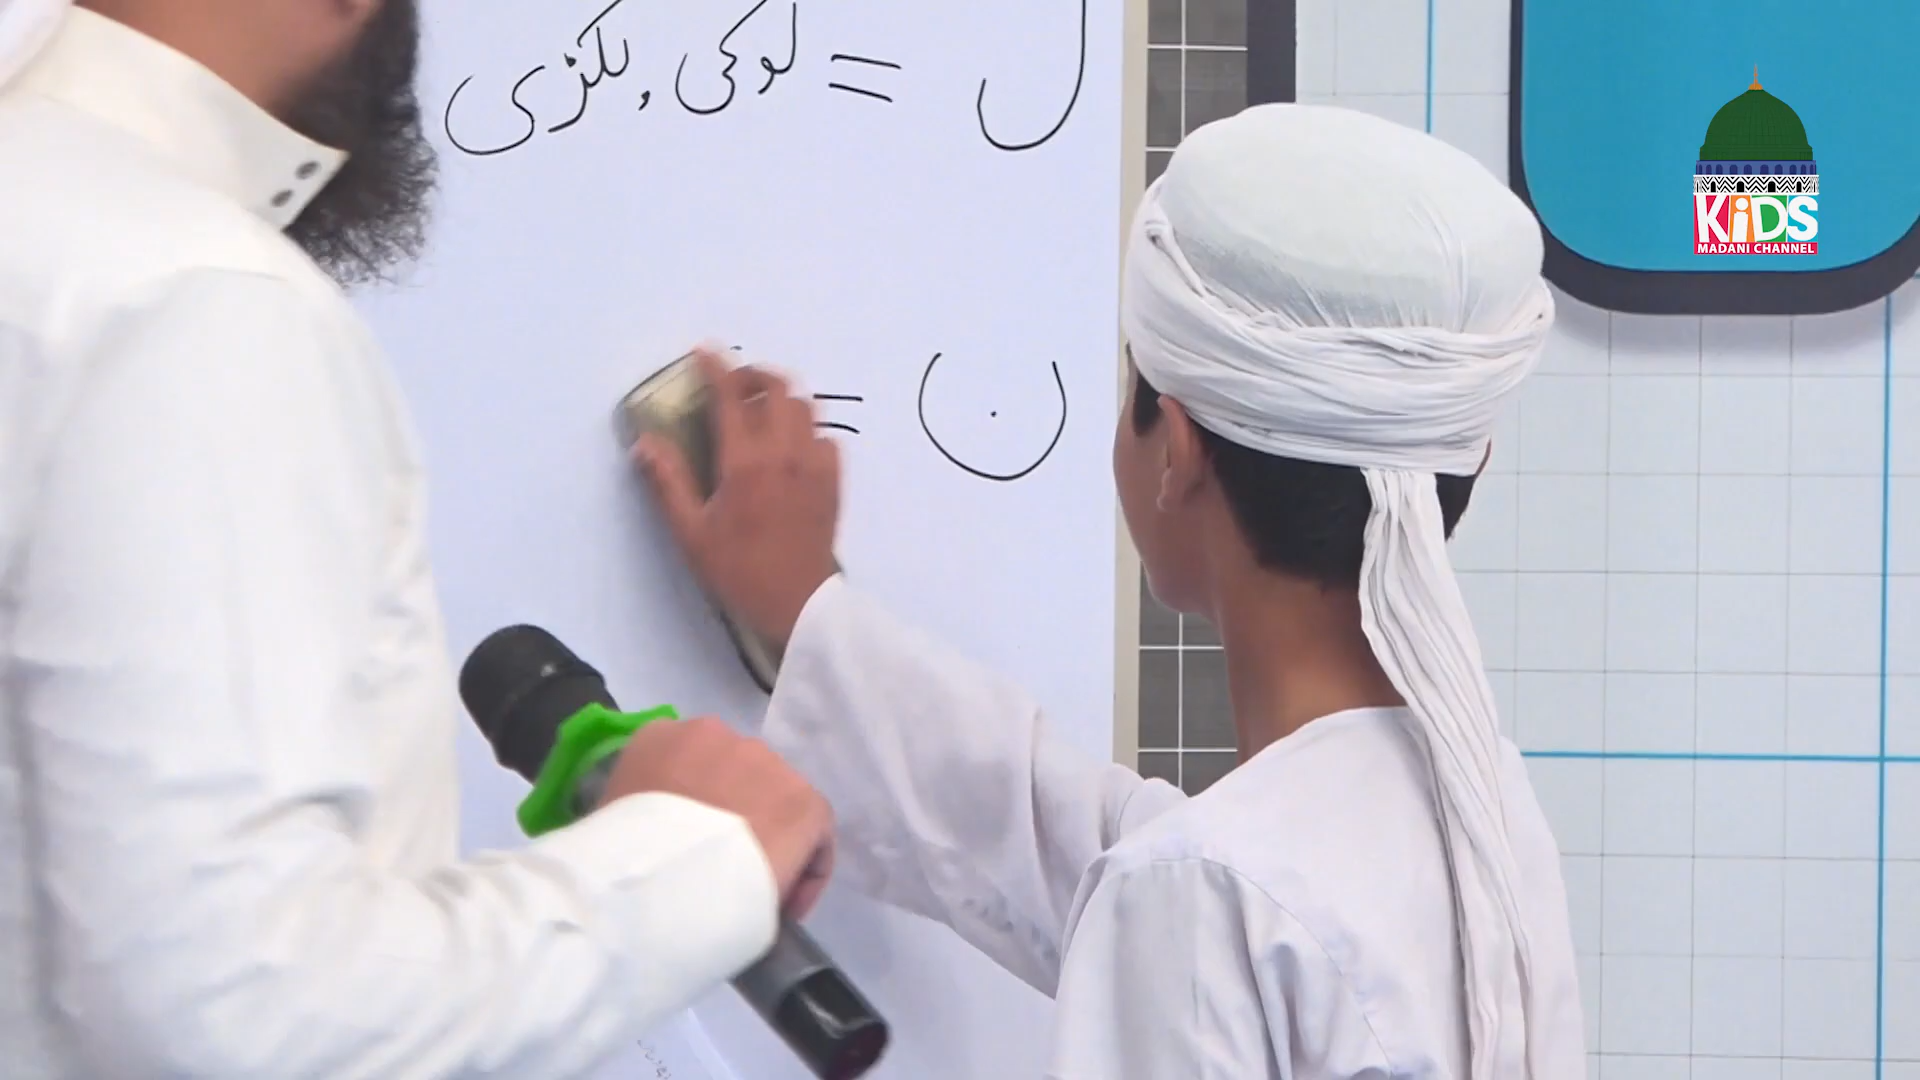 ل = لوکی، لکڑی
ن =
KiDS
MADANI CHANNEL